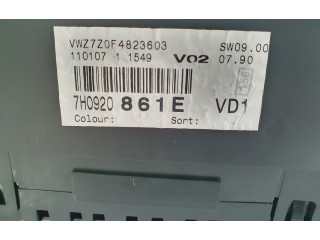 VWZ7Z0F4823603 SW09.00
110107 1 1549 V02 07.90
7H0920 861E VD1
Colour: Sort: